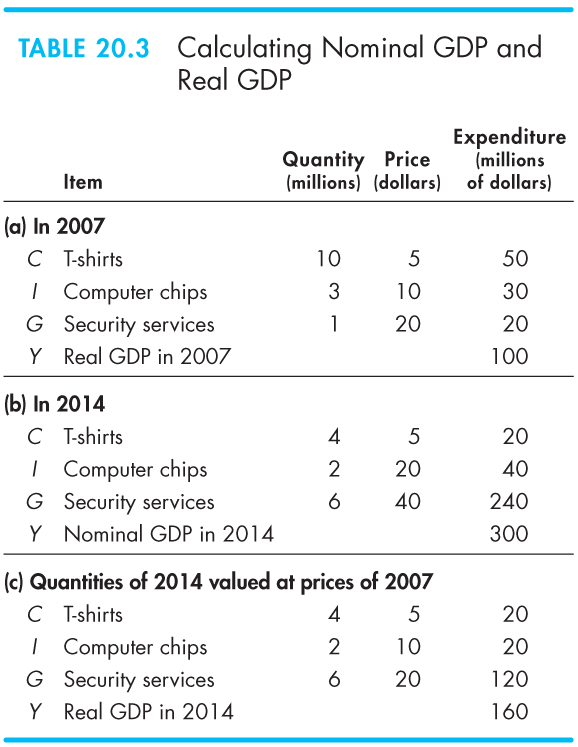 TABLE 20.3 Calculating Nominal GDP and
Real GDP
Item Quantity (millions) Price (dollars) Expenditure (millions of dollars)
(a) In 2007
C T-shirts 10 5 50
I Computer chips 3 10 30
G Security services 1 20 20
Y Real GDP in 2007 100
(b) In 2014
C T-shirts 4 5 20
I Computer chips 2 20 40
G Security services 6 40 240
Y Nominal GDP in 2014 300
(c) Quantities of 2014 valued at prices of 2007
C T-shirts 4 5 20
I Computer chips 2 10 20
G Security services 6 20 120
Y Real GDP in 2014 160